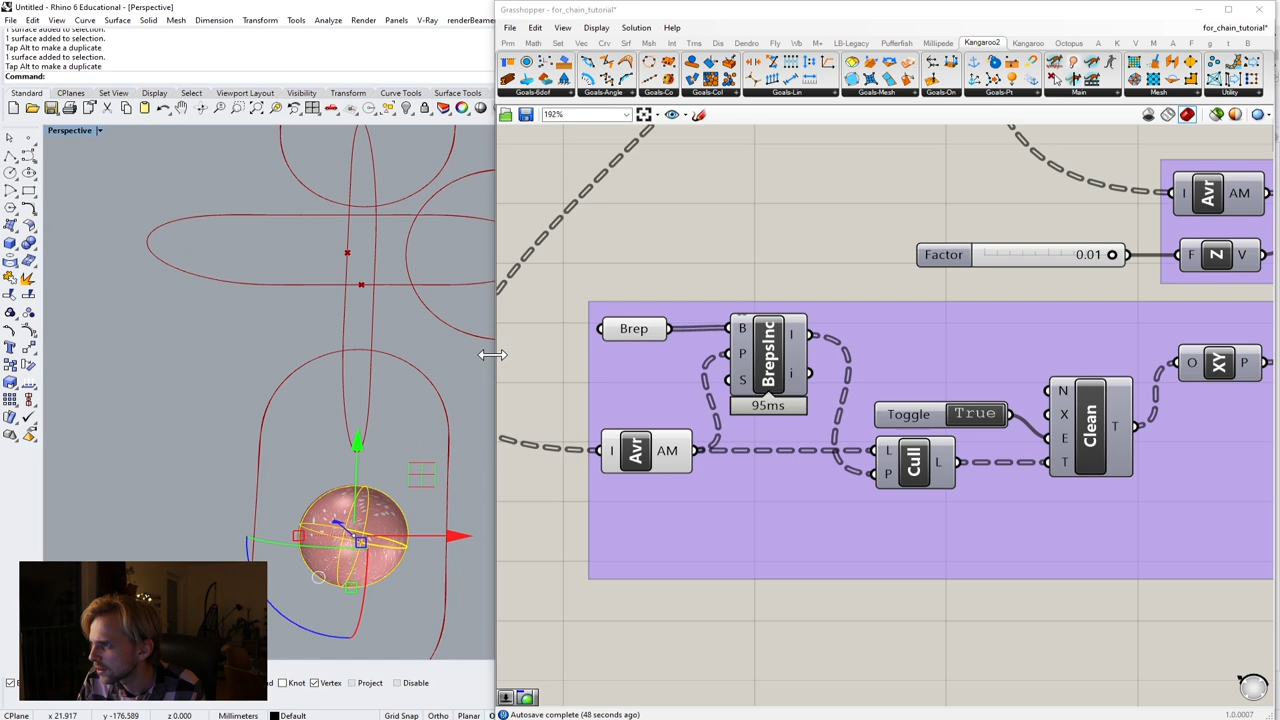 Untitled - Rhino 6 Educational - [Perspective]
File Edit View Curve Surface Solid Mesh Dimension Transform Tools Analyze Render Panels V-Ray
1 surface added to selection.
Tap Alt to make a duplicate
1 surface added to selection.
Tap Alt to make a duplicate
Command:
Standard CPlanes Set View Display Select Viewport Layout Visibility Transform Curve Tools Surface Tools
Perspective
Knot Vertex Project Disable
CPlane x 21.917 y -176.589 z 0.000 Millimeters Default Grid Snap Ortho Planar
Grasshopper - for_chain_tutorial*
File Edit View Display Solution Help
for_chain_tutorial*
Prm Math Set Vec Crv Srf Msh Int Trns Dis Dendro Fly Wb M+ LB-Legacy Pufferfish Millipede Kangaroo2 Kangaroo Octopus A K V M A F g t B
Goals-6dof Goals-Angle Goals-Co Goals-Col Goals-Lin Goals-Mesh Goals-On Goals-Pt Main Mesh Utility
192%
I Avr AM
Factor 0.01
F Z V
Brep
B P S BrepsInc I i
95ms
O XY P
Toggle True
N X E T Clean T
I Avr AM
L P Cull L
Autosave complete (48 seconds ago)
1.0.0007